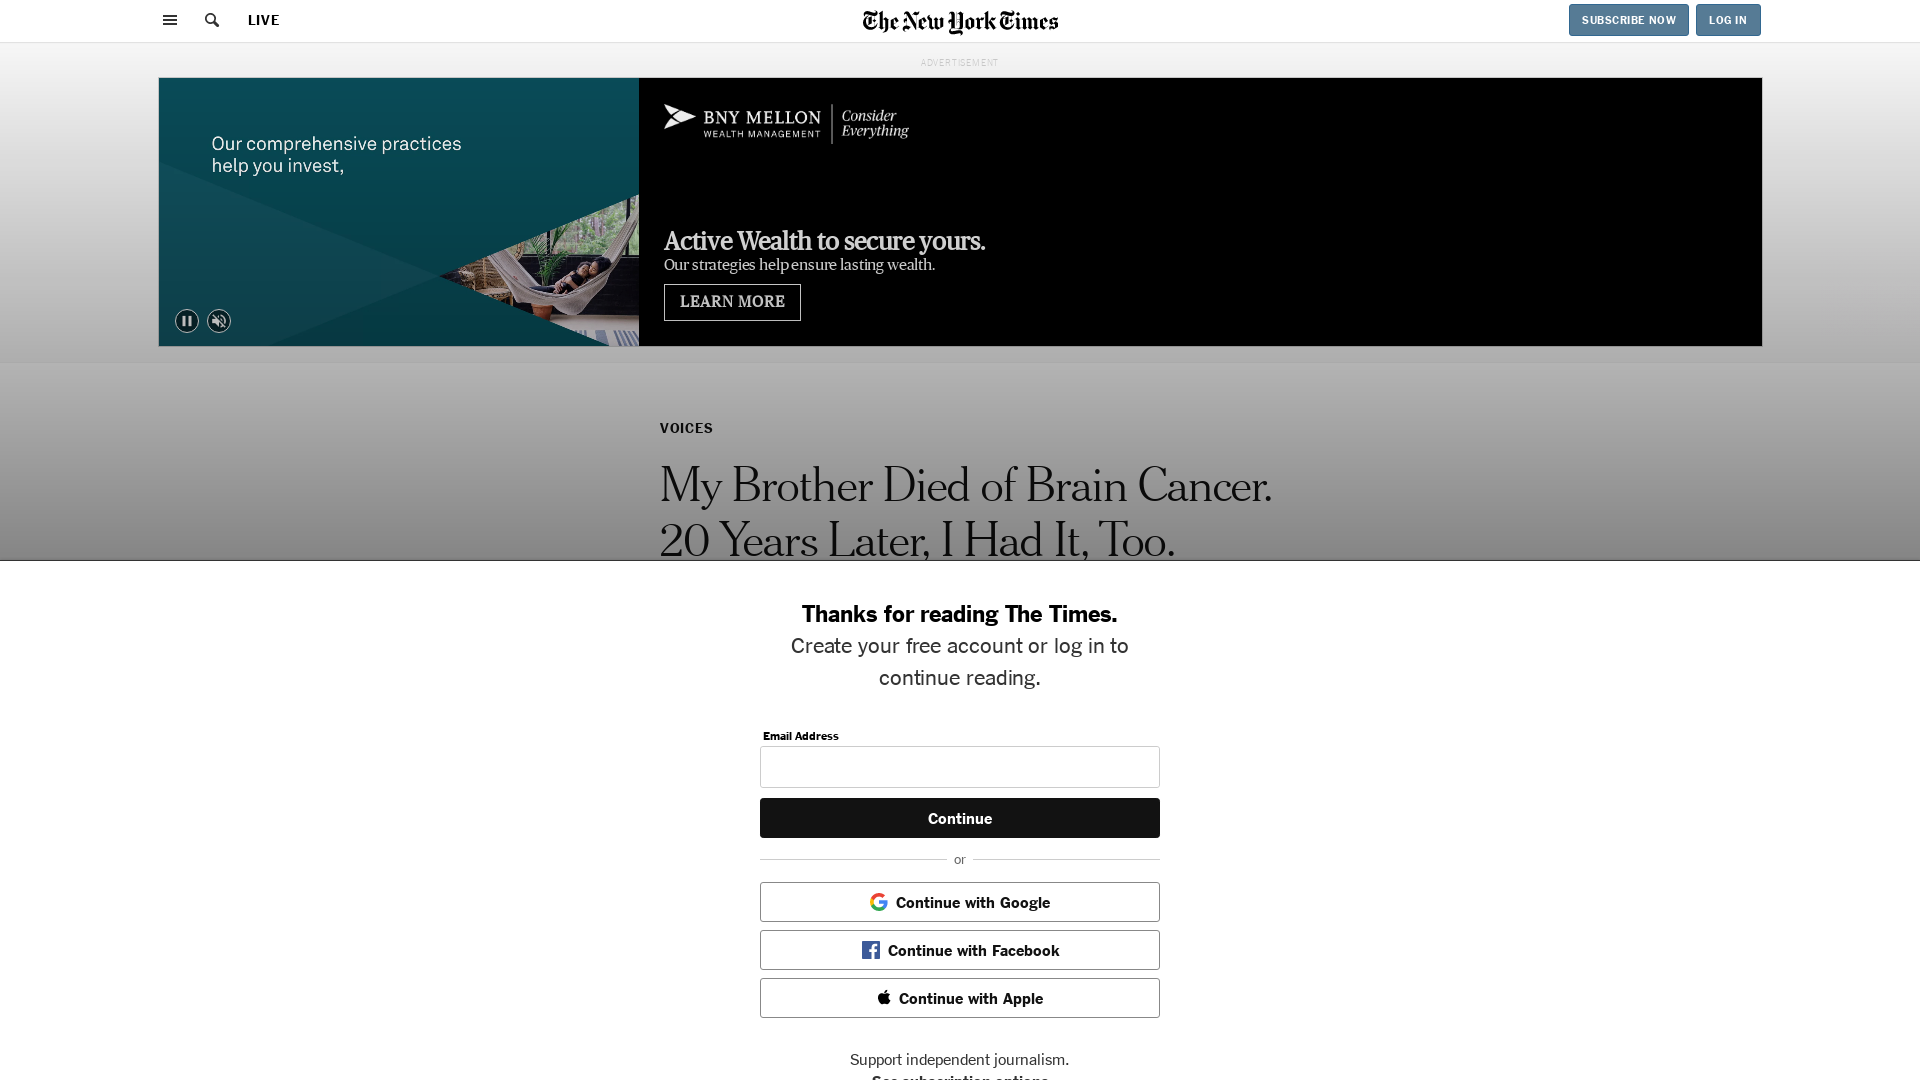 LIVE
The New York Times
SUBSCRIBE NOW
LOG IN
ADVERTISEMENT
Our comprehensive practices
help you invest,
BNY MELLON
WEALTH MANAGEMENT
Consider
Everything
Active Wealth to secure yours.
Our strategies help ensure lasting wealth.
LEARN MORE
VOICES
My Brother Died of Brain Cancer.
20 Years Later, I Had It, Too.
Thanks for reading The Times.
Create your free account or log in to
continue reading.
Email Address
Continue
or
Continue with Google
Continue with Facebook
Continue with Apple
Support independent journalism.
See subscription options